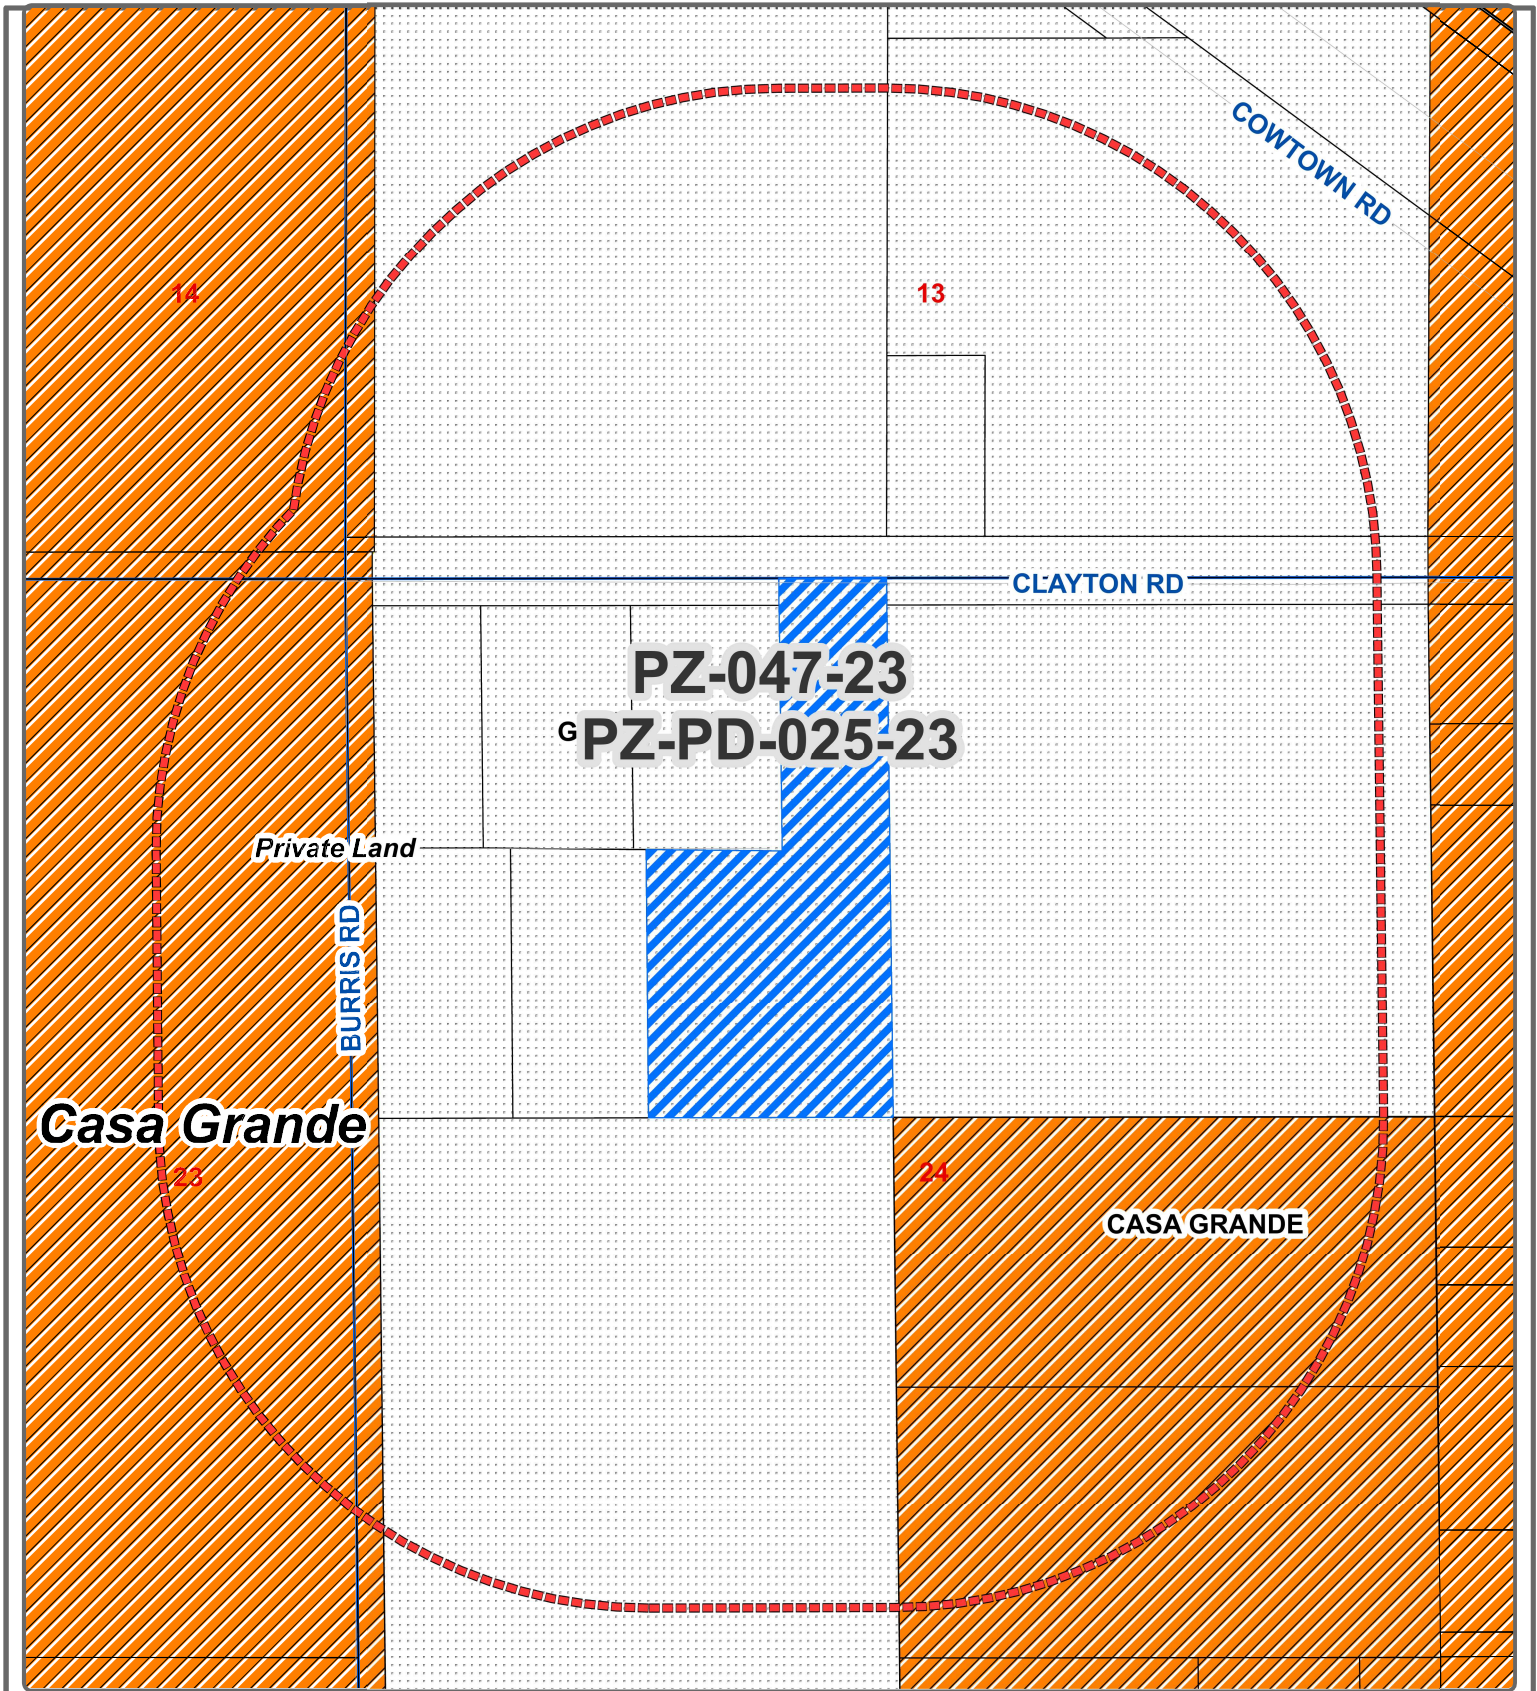 COWTOWN RD
14
13
CLAYTON RD
PZ-047-23
G
PZ-PD-025-23
Private Land
BURRIS RD
Casa Grande
23
24
CASA GRANDE